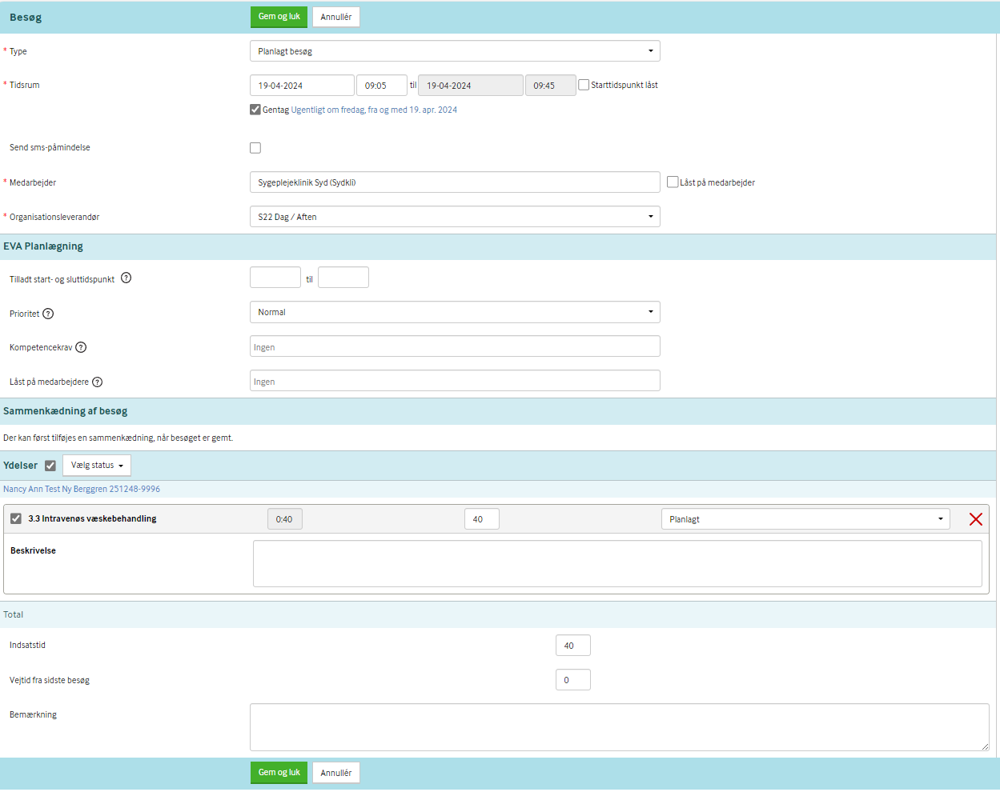 Besøg Gem og luk Annullér
* Type Planlagt besøg
* Tidsrum 19-04-2024 09:05 til 19-04-2024 09:45 Starttidspunkt låst
Gentag Ugentligt om fredag, fra og med 19. apr. 2024
Send sms-påmindelse
* Medarbejder Sygeplejeklinik Syd (Sydkli) Låst på medarbejder
* Organisationsleverandør S22 Dag / Aften
EVA Planlægning
Tilladt start- og sluttidspunkt ? til
Prioritet ? Normal
Kompetencekrav ? Ingen
Låst på medarbejdere ? Ingen
Sammenkædning af besøg
Der kan først tilføjes en sammenkædning, når besøget er gemt.
Ydelser Vælg status
Nancy Ann Test Ny Berggren 251248-9996
3.3 Intravenøs væskebehandling 0:40 40 Planlagt
Beskrivelse
Total
Indsatstid 40
Vejtid fra sidste besøg 0
Bemærkning
Gem og luk Annullér